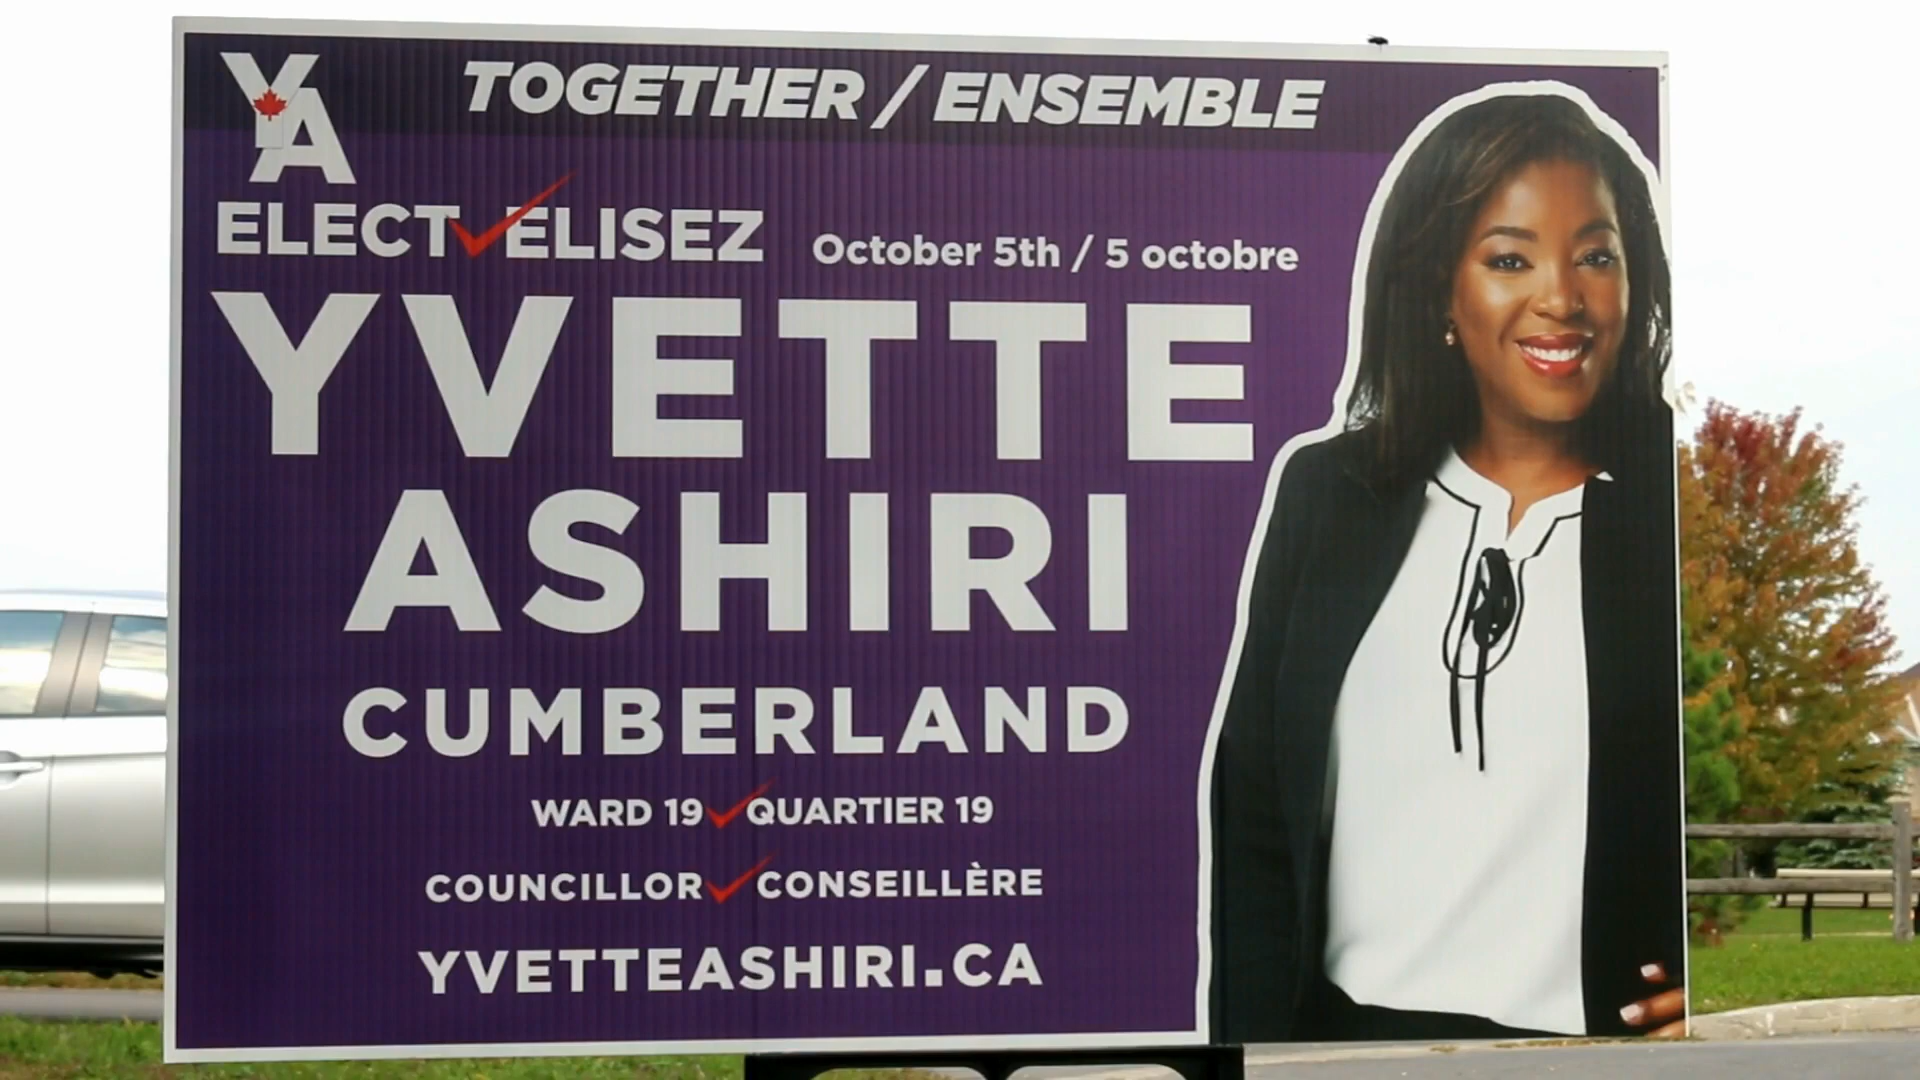 YA
TOGETHER / ENSEMBLE
ELECT ÉLISEZ
October 5th / 5 octobre
YVETTE
ASHIRI
CUMBERLAND
WARD 19 QUARTIER 19
COUNCILLOR CONSEILLÈRE
YVETTEASHIRI.CA